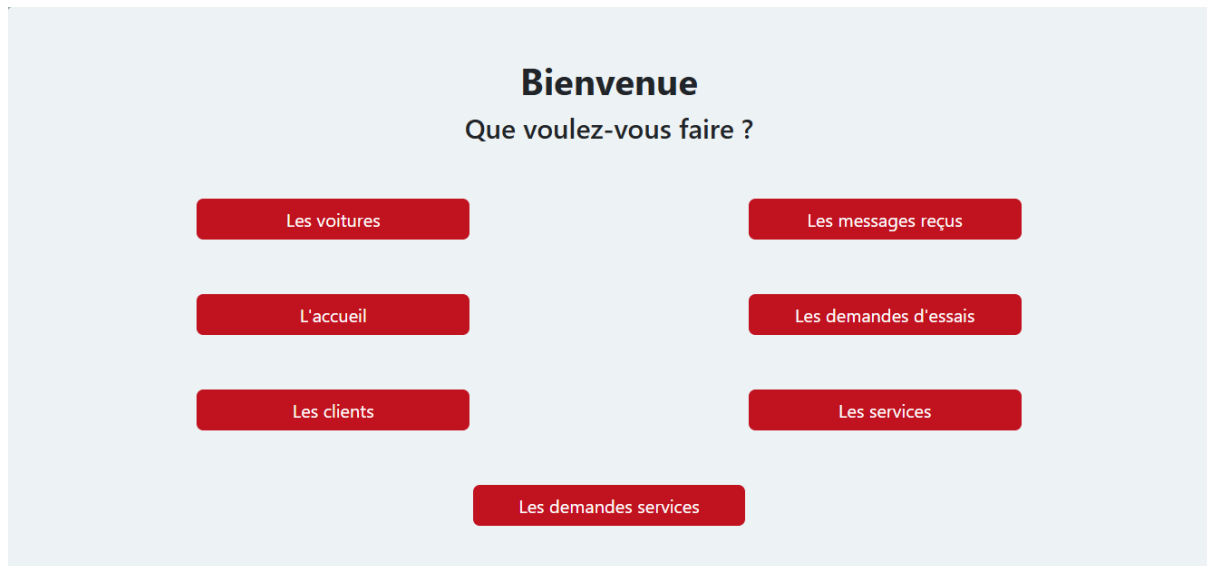 Bienvenue
Que voulez-vous faire ?
Les voitures
Les messages reçus
L'accueil
Les demandes d'essais
Les clients
Les services
Les demandes services